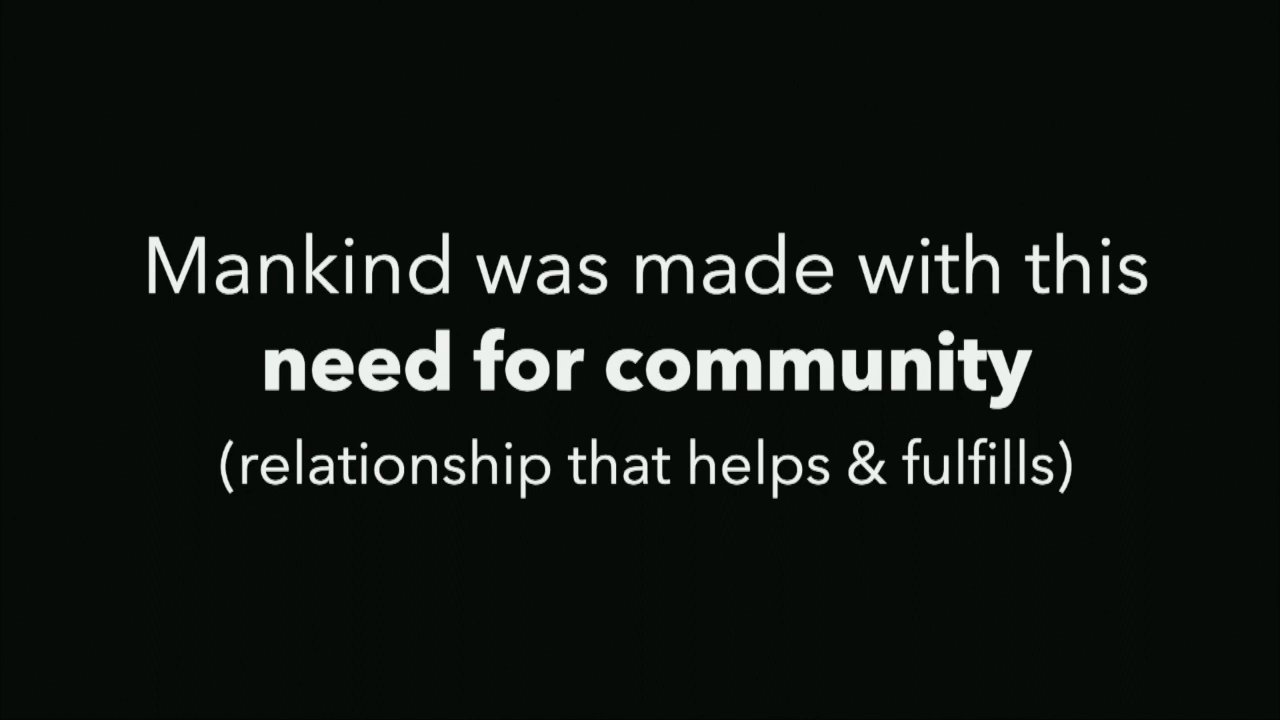 Mankind was made with this
need for community
(relationship that helps & fulfills)